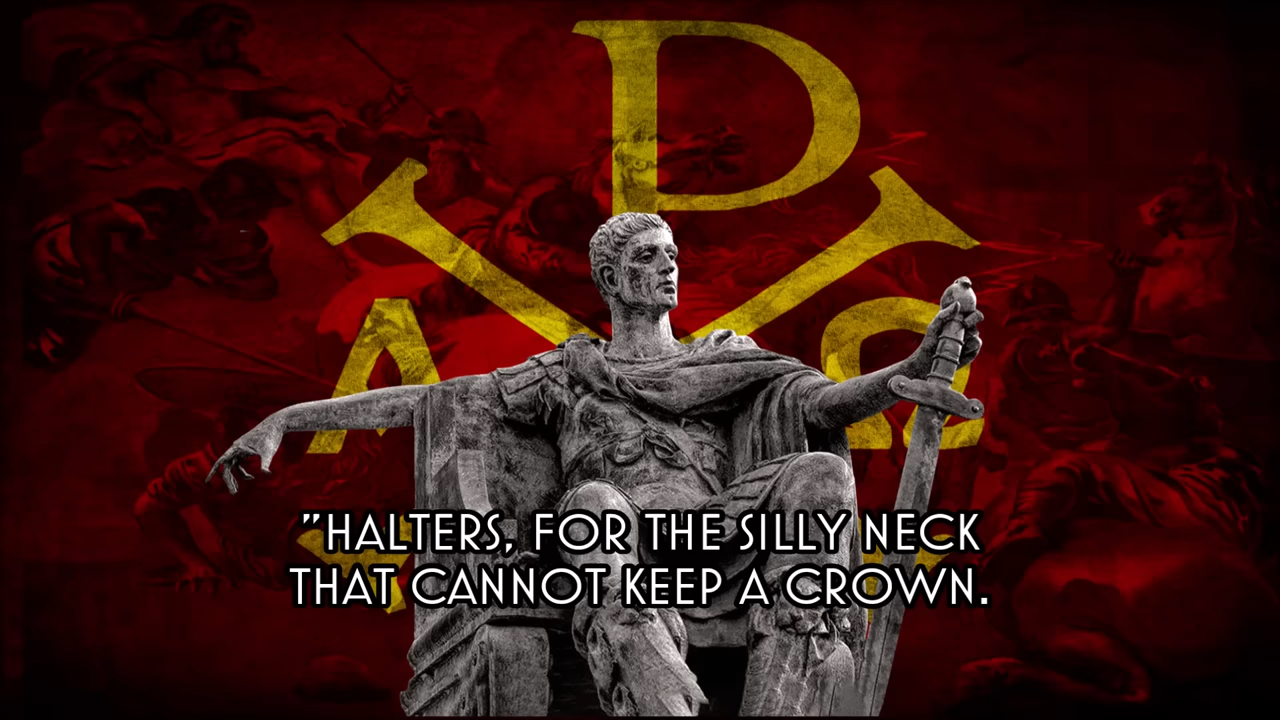 Α Ω
"HALTERS, FOR THE SILLY NECK
THAT CANNOT KEEP A CROWN.